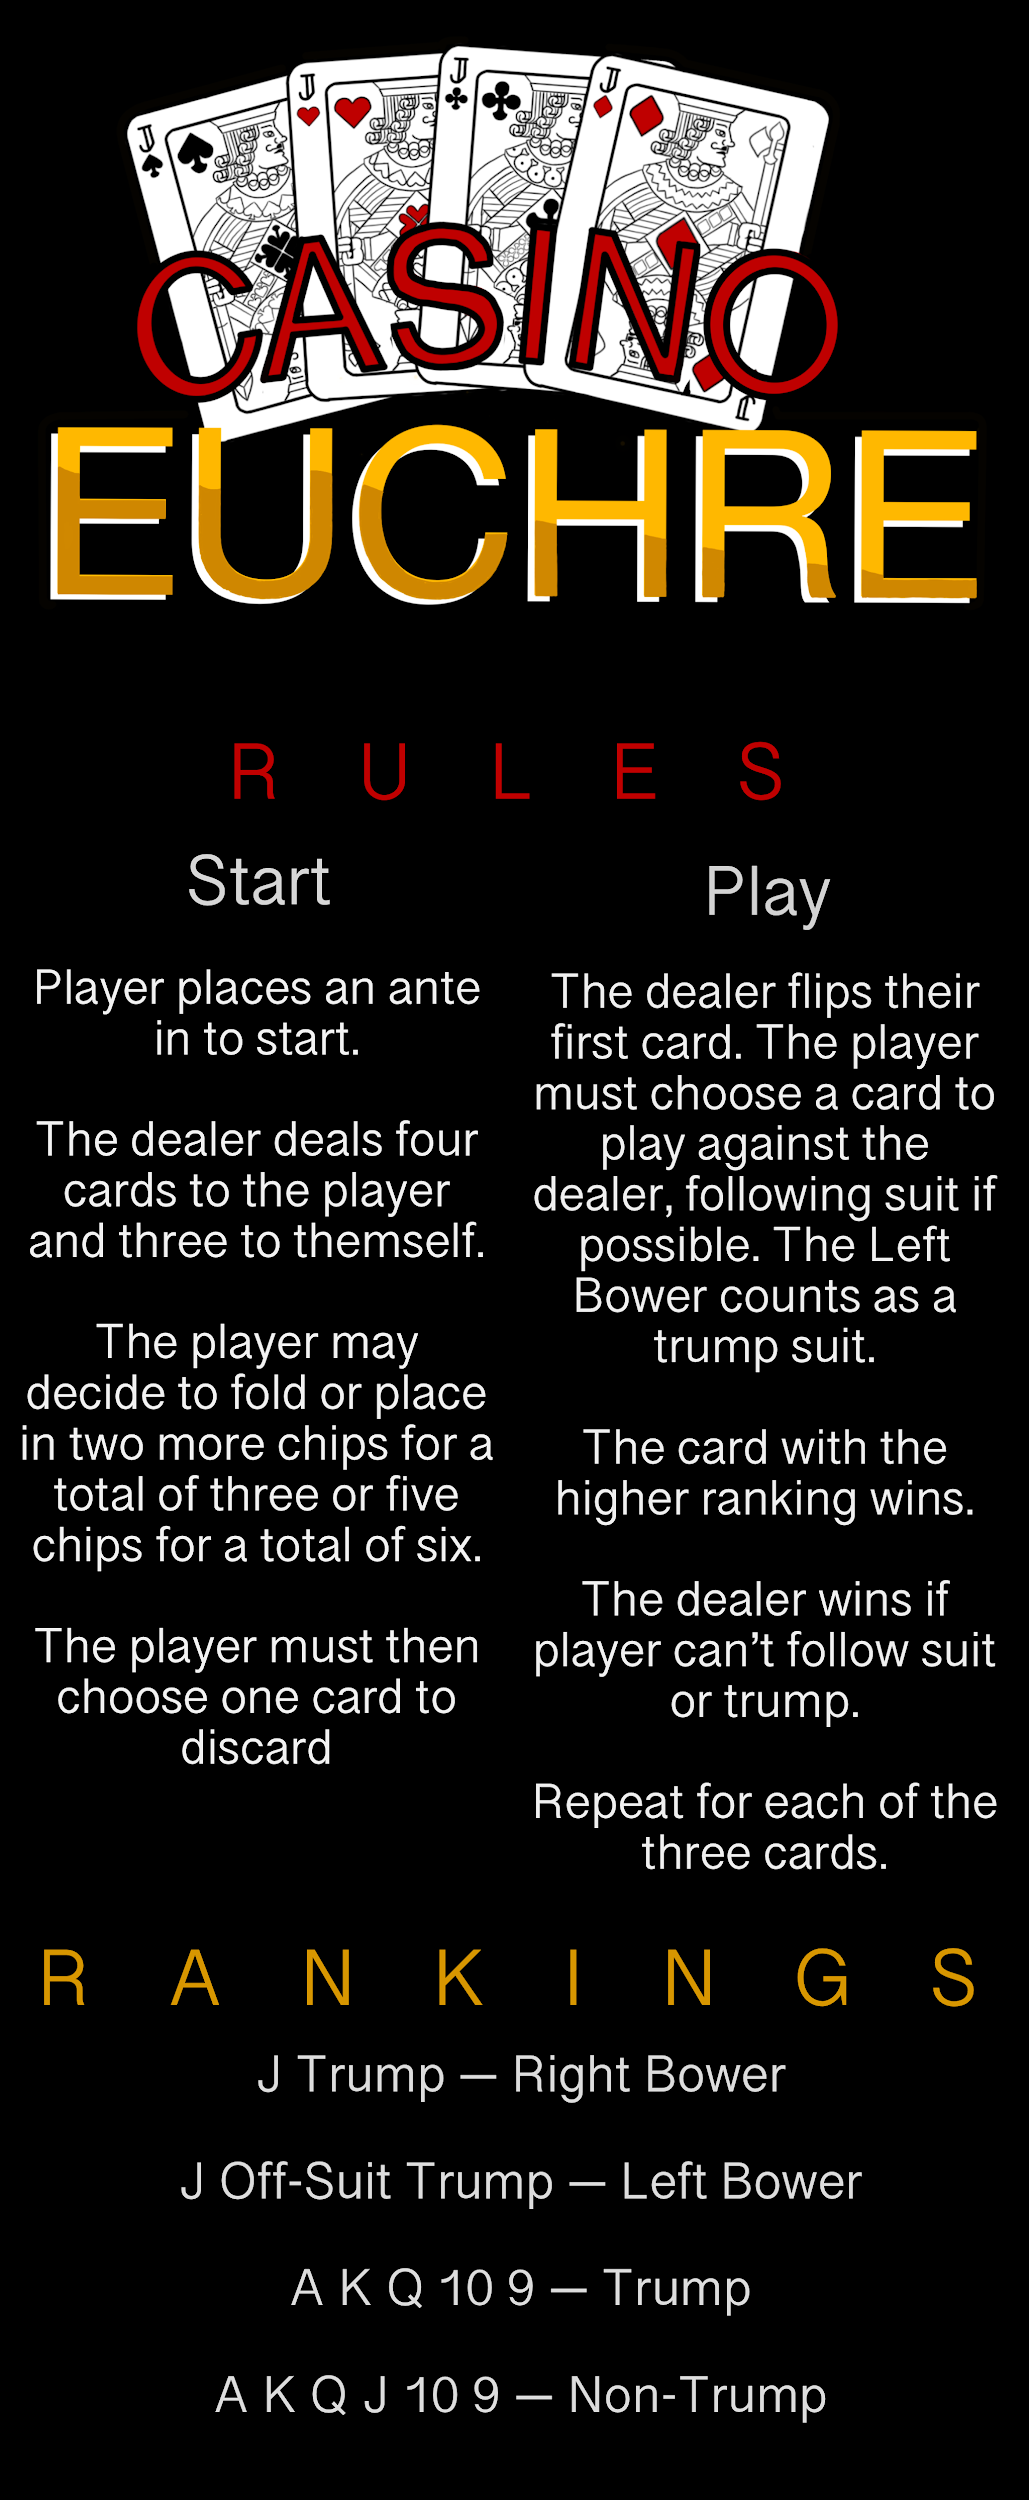 J
J
J
J
CASINO
J
EUCHRE
RULES
Start
Player places an ante
in to start.
The dealer deals four
cards to the player
and three to themself.
The player may
decide to fold or place
in two more chips for a
total of three or five
chips for a total of six.
The player must then
choose one card to
discard
Play
The dealer flips their
first card. The player
must choose a card to
play against the
dealer, following suit if
possible. The Left
Bower counts as a
trump suit.
The card with the
higher ranking wins.
The dealer wins if
player can’t follow suit
or trump.
Repeat for each of the
three cards.
RANKINGS
J Trump — Right Bower
J Off-Suit Trump — Left Bower
A K Q 10 9 — Trump
A K Q J 10 9 — Non-Trump